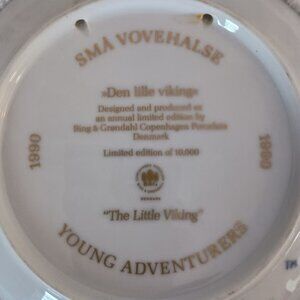 SMÅ VOVEHALSE
»Den lille viking«
Designed and produced as
an annual limited edition by
Bing & Grøndahl Copenhagen Porcelain
Denmark
Limited edition of 10,000
1990
1990
DENMARK
"The Little Viking"
YOUNG ADVENTURERS